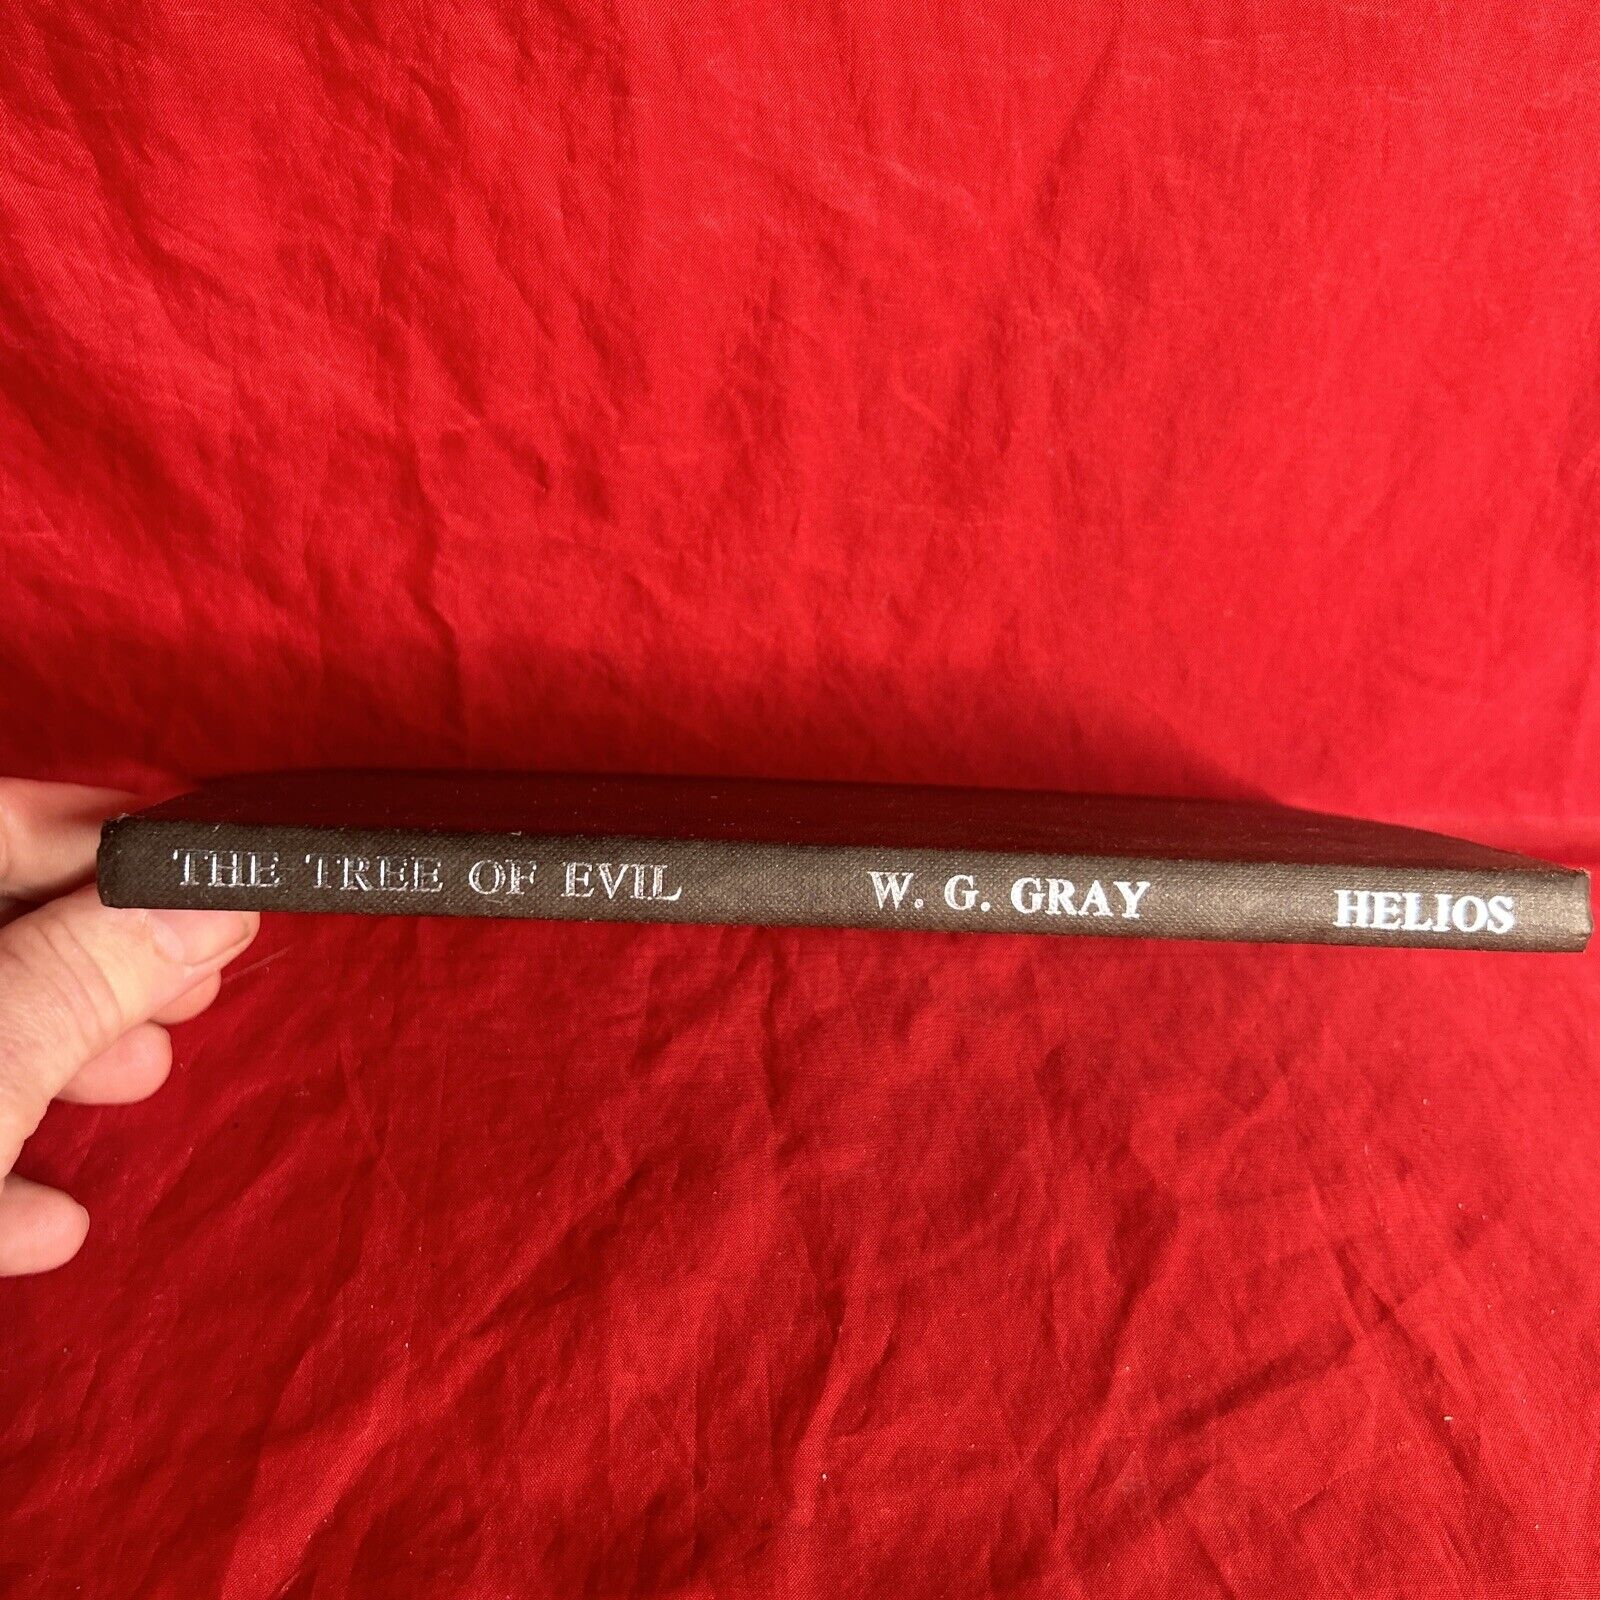 THE TREE OF EVIL W. G. GRAY HELIOS